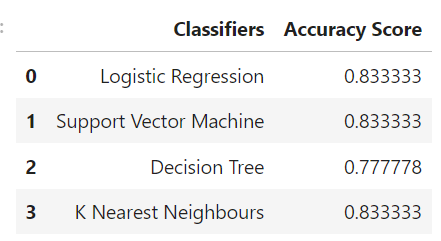 Classifiers Accuracy Score
0 Logistic Regression 0.833333
1 Support Vector Machine 0.833333
2 Decision Tree 0.777778
3 K Nearest Neighbours 0.833333